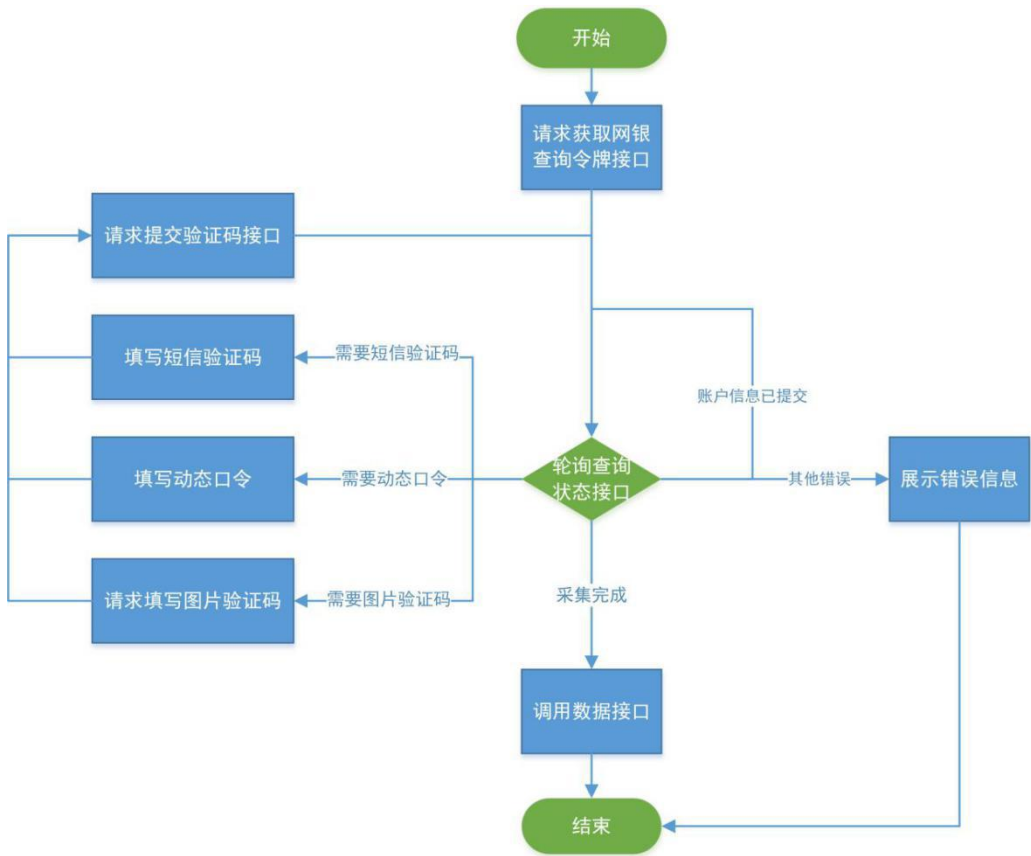 开始
请求获取网银
查询令牌接口
请求提交验证码接口
填写短信验证码
需要短信验证码
账户信息已提交
轮询查询
状态接口
填写动态口令
需要动态口令
其他错误
展示错误信息
请求填写图片验证码
需要图片验证码
采集完成
调用数据接口
结束